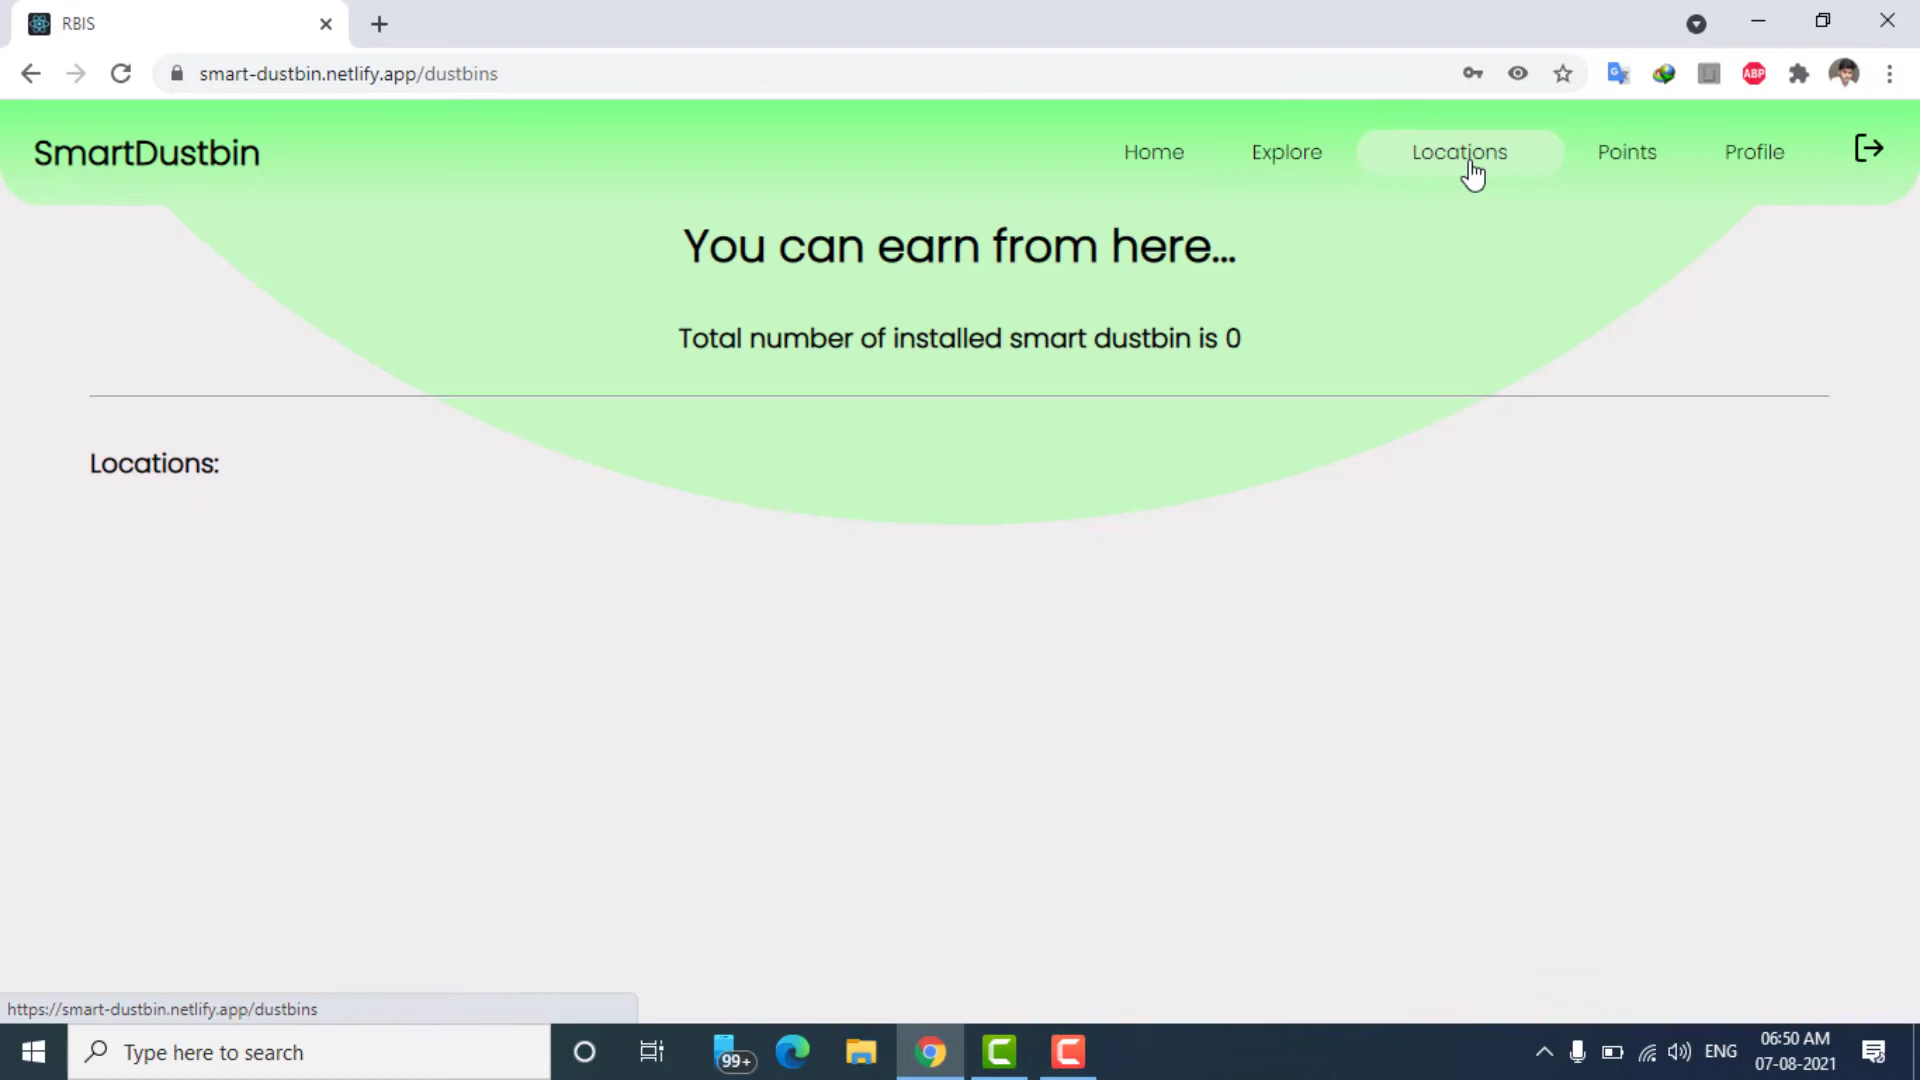 RBIS
smart-dustbin.netlify.app/dustbins
ABP
SmartDustbin
Home
Explore
Locations
Points
Profile
You can earn from here...
Total number of installed smart dustbin is 0
Locations:
https://smart-dustbin.netlify.app/dustbins
Type here to search
99+
ENG
06:50 AM
07-08-2021